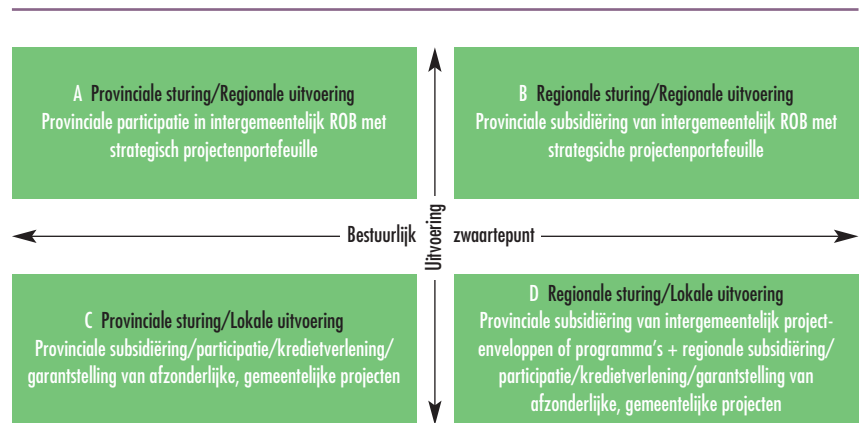 A Provinciale sturing/Regionale uitvoering
Provinciale participatie in intergemeentelijk ROB met
strategisch projectenportefeuille
B Regionale sturing/Regionale uitvoering
Provinciale subsidiëring van intergemeentelijk ROB met
strategsiche projectenportefeuille
Bestuurlijk zwaartepunt
Uitvoering
C Provinciale sturing/Lokale uitvoering
Provinciale subsidiëring/participatie/kredietverlening/
garantstelling van afzonderlijke, gemeentelijke projecten
D Regionale sturing/Lokale uitvoering
Provinciale subsidiëring van intergemeentelijk project-
enveloppen of programma's + regionale subsidiëring/
participatie/kredietverlening/garantstelling van
afzonderlijke, gemeentelijke projecten